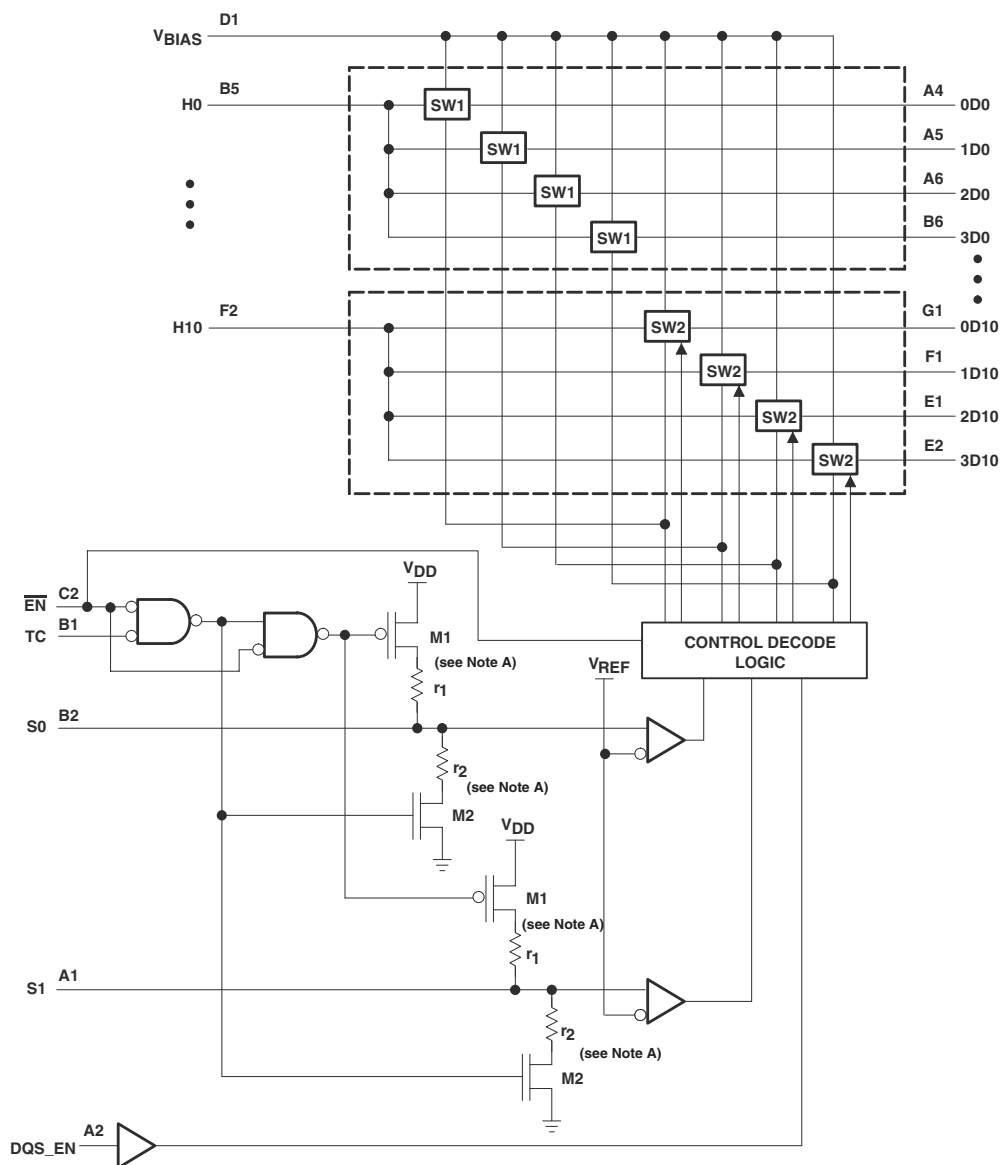 D1
VBIAS
B5
H0
SW1
A4
0D0
SW1
A5
1D0
SW1
A6
2D0
SW1
B6
3D0
F2
H10
SW2
G1
0D10
SW2
F1
1D10
SW2
E1
2D10
SW2
E2
3D10
EN C2
TC B1
VDD
M1
(see Note A)
r1
CONTROL DECODE
LOGIC
VREF
S0 B2
r2
(see Note A)
M2
VDD
M1
(see Note A)
r1
S1 A1
r2
(see Note A)
M2
DQS_EN A2